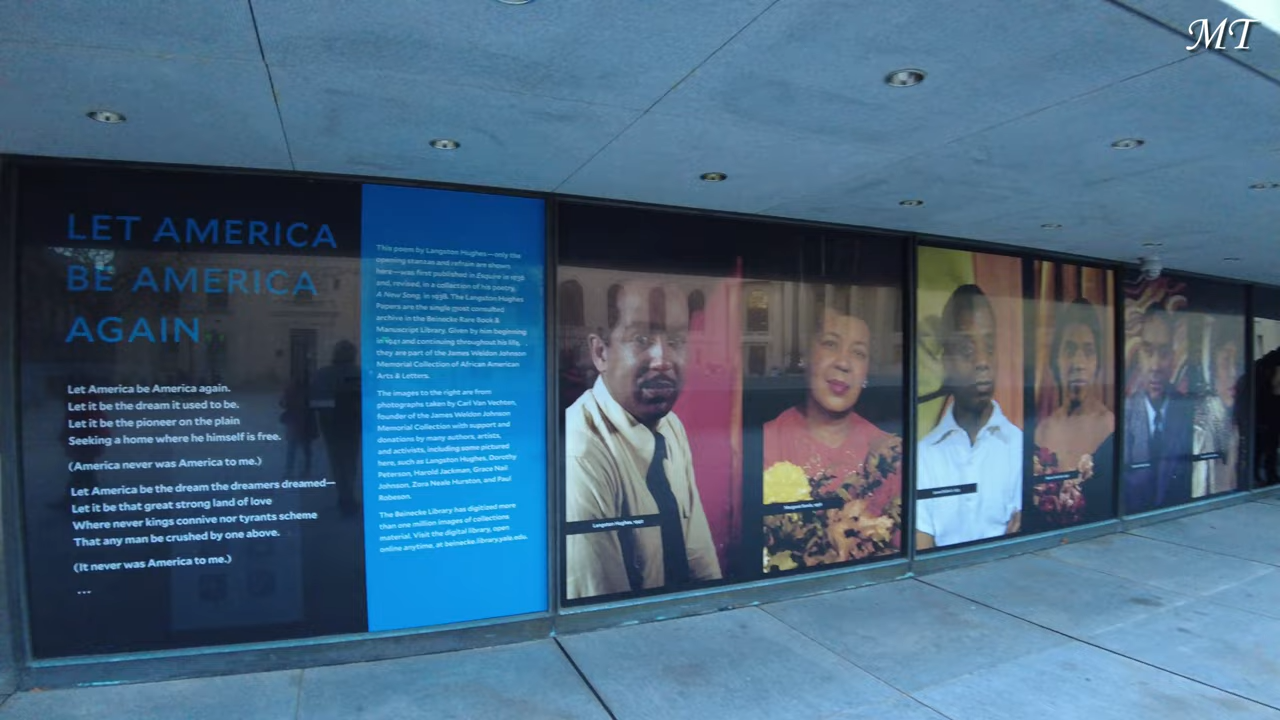 MT
LET AMERICA
BE AMERICA
AGAIN
Let America be America again.
Let it be the dream it used to be.
Let it be the pioneer on the plain
Seeking a home where he himself is free.
(America never was America to me.)
Let America be the dream the dreamers dreamed—
Let it be that great strong land of love
Where never kings connive nor tyrants scheme
That any man be crushed by one above.
(It never was America to me.)
...
This poem by Langston Hughes—only the
opening stanzas and refrain are shown
here—was first published in Esquire in 1936
and, revised, in a collection of his poetry,
A New Song, in 1938. The Langston Hughes
Papers are the single most consulted
archive in the Beinecke Rare Book &
Manuscript Library. Given by him beginning
in 1941 and continuing throughout his life,
they are part of the James Weldon Johnson
Memorial Collection of African American
Arts & Letters.
The images to the right are from
photographs taken by Carl Van Vechten,
founder of the James Weldon Johnson
Memorial Collection with support and
donations by many authors, artists,
and activists, including some pictured
here, such as Langston Hughes, Dorothy
Peterson, Harold Jackman, Grace Nail
Johnson, Zora Neale Hurston, and Paul
Robeson.
The Beinecke Library has digitized more
than one million images of collections
material. Visit the digital library, open
online anytime, at beinecke.library.yale.edu.
Langston Hughes,